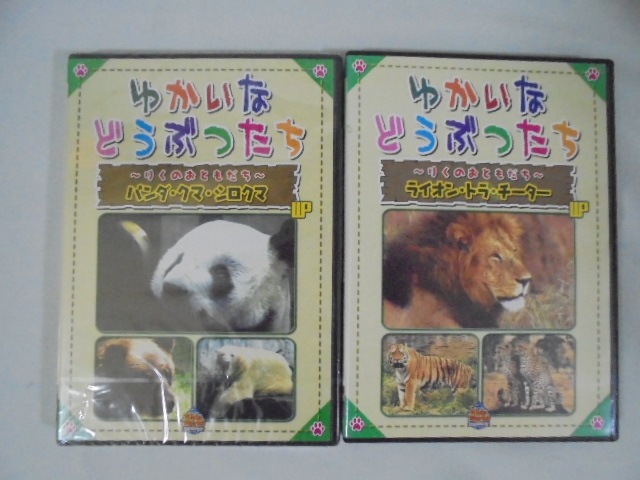 ゆかいな
どうぶつたち
～りくのおともだち～
パンダ・クマ・シロクマ
UP
ゆかいな
どうぶつたち
～りくのおともだち～
ライオン・トラ・チーター
UP